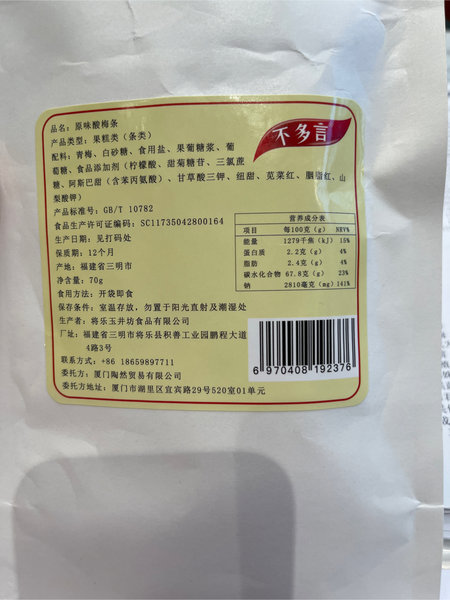 品名：原味酸梅条
不多言
产品类型：果糕类（条类）
配料：青梅、白砂糖、食用盐、果葡糖浆、葡
萄糖、食品添加剂（柠檬酸、甜菊糖苷、三氯蔗
糖、阿斯巴甜（含苯丙氨酸）、甘草酸三钾、纽甜、苋菜红、胭脂红、山
梨酸钾）
产品标准号：GB/T 10782
食品生产许可证编码：SC11735042800164
生产日期：见打码处
保质期：12个月
产地：福建省三明市
净含量：70g
食用方法：开袋即食
保存条件：室温存放，勿置于阳光直射及潮湿处
生产者：将乐玉井坊食品有限公司
厂址：福建省三明市将乐县积善工业园鹏程大道
4路3号
联系方式：+86 18659897711
委托方：厦门陶然贸易有限公司
委托方地址：厦门市湖里区宜宾路29号520室01单元
营养成分表
项目 每100克（g） NRV%
能量 1279千焦（kJ） 15%
蛋白质 2.2克（g） 4%
脂肪 2.4克（g） 4%
碳水化合物 67.8克（g） 23%
钠 2810毫克（mg） 141%
6 970408 192376